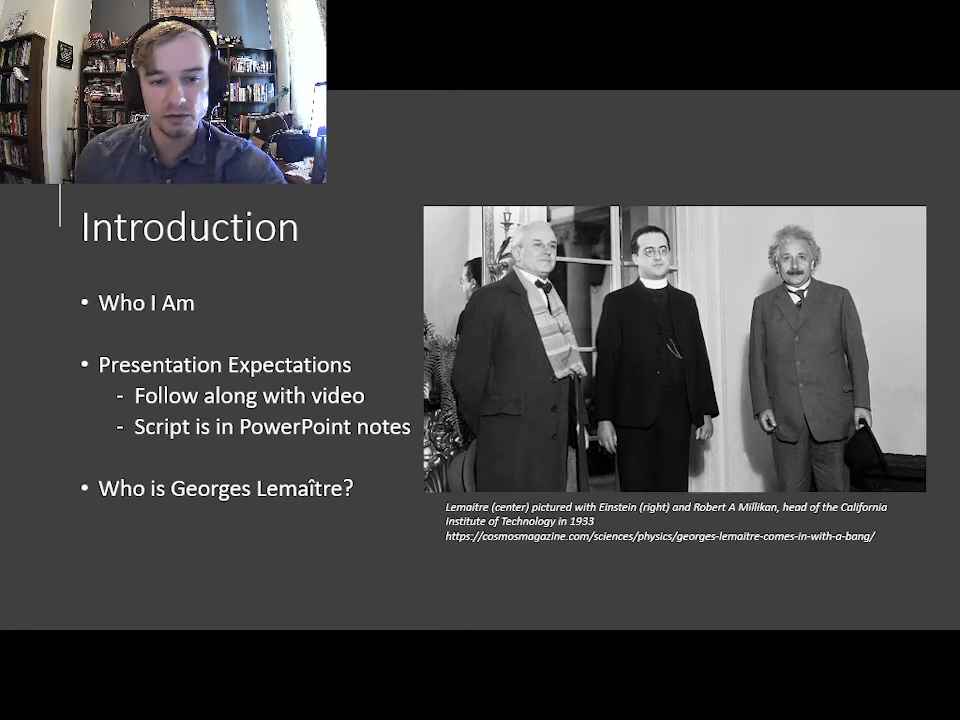 Introduction
• Who I Am
• Presentation Expectations
- Follow along with video
- Script is in PowerPoint notes
• Who is Georges Lemaître?
Lemaitre (center) pictured with Einstein (right) and Robert A Millikan, head of the California
Institute of Technology in 1933
https://cosmosmagazine.com/sciences/physics/georges-lemaitre-comes-in-with-a-bang/